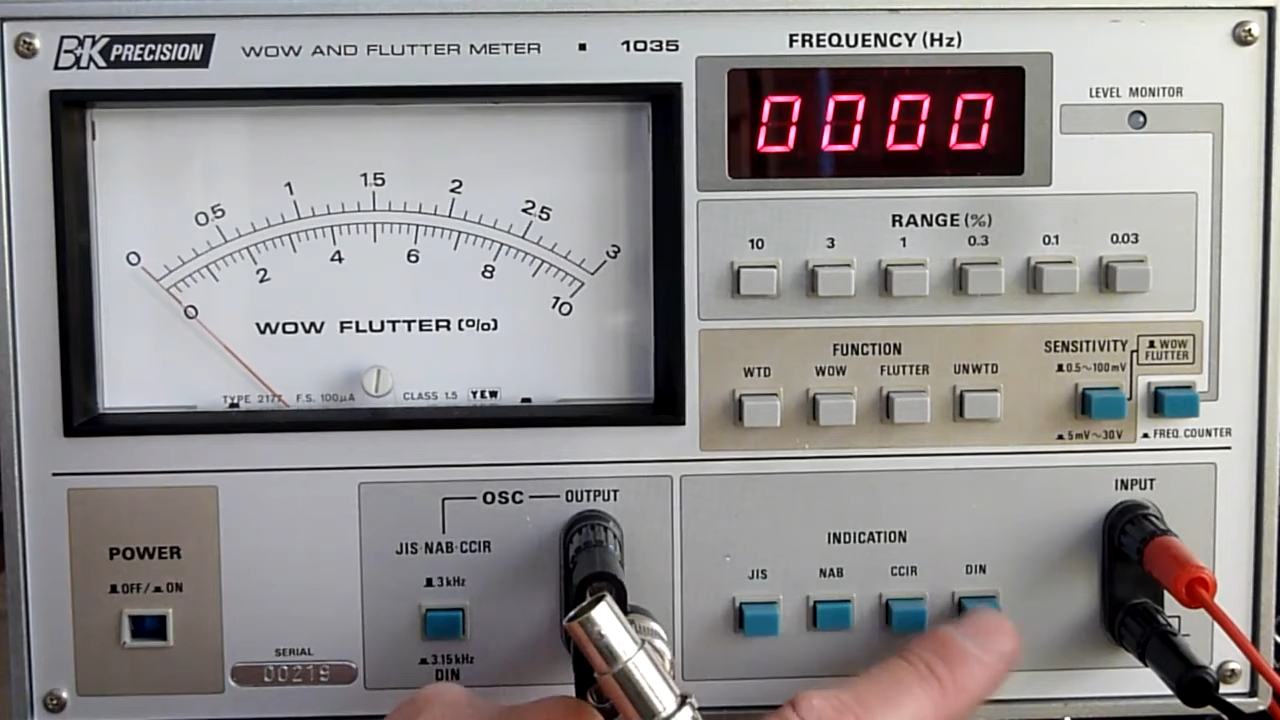 B+K PRECISION WOW AND FLUTTER METER ▪ 1035
FREQUENCY (Hz)
0000
LEVEL MONITOR
0 0.5 1 1.5 2 2.5 3
0 2 4 6 8 10
WOW FLUTTER (%)
TYPE 2177 F.S. 100µA CLASS 1.5 YEW
RANGE (%)
10 3 1 0.3 0.1 0.03
FUNCTION
WTD WOW FLUTTER UNWTD
SENSITIVITY
0.5~100mV
5mV~30V
WOW
FLUTTER
FREQ. COUNTER
POWER
OFF/ ON
SERIAL
00219
OSC OUTPUT
JIS·NAB·CCIR
3 kHz
3.15 kHz
DIN
INDICATION
JIS NAB CCIR DIN
INPUT